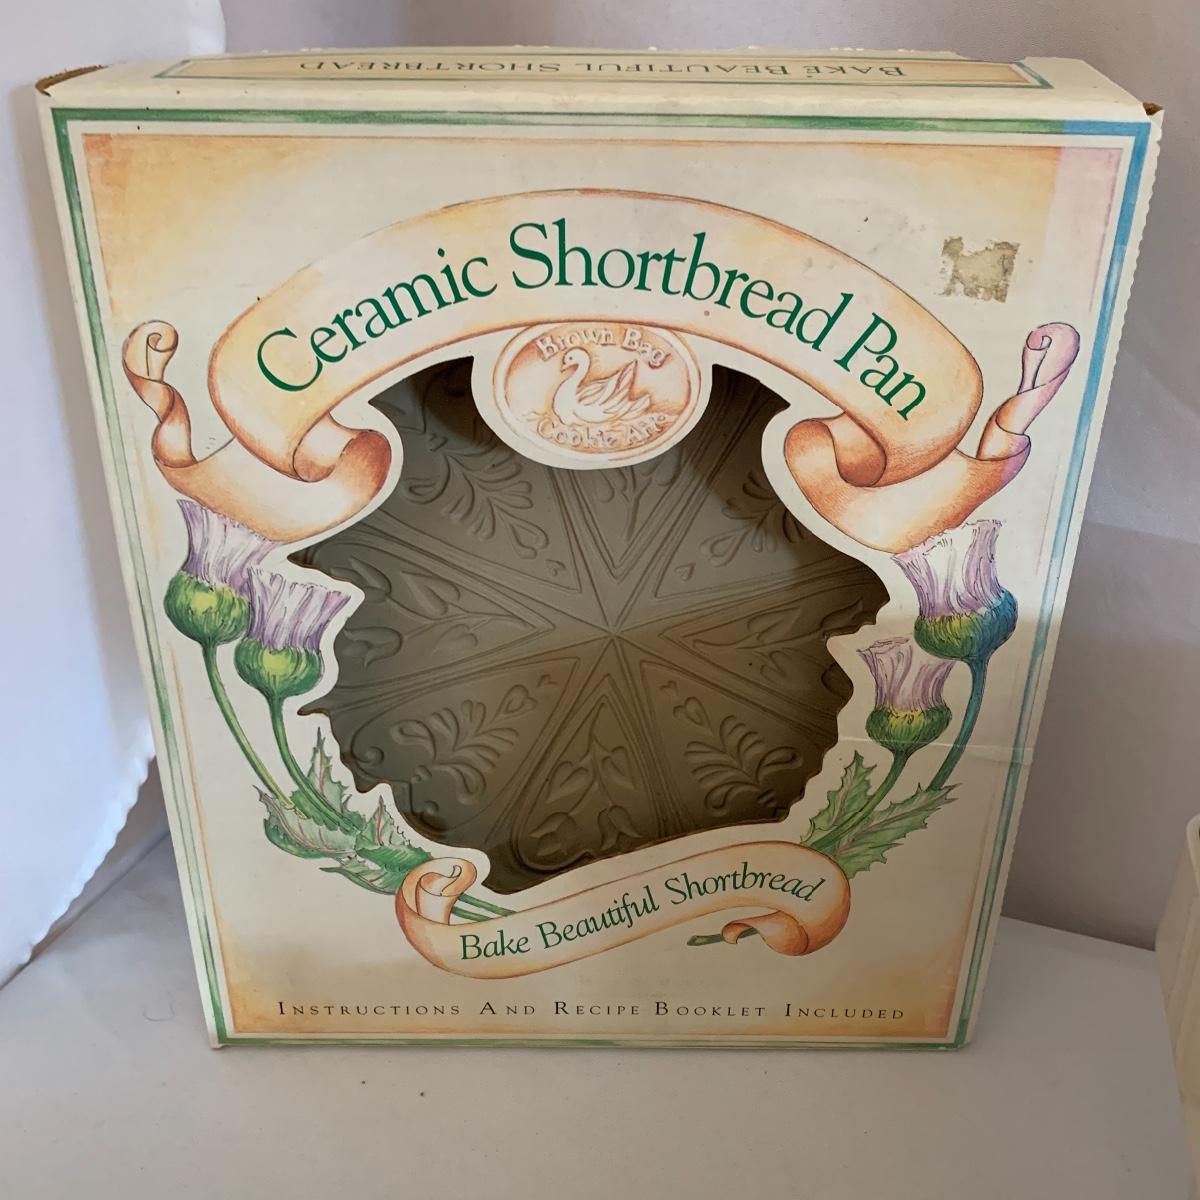 BAKE BEAUTIFUL SHORTBREAD
Ceramic Shortbread Pan
Brown Bag
Cookie Art
Bake Beautiful Shortbread
INSTRUCTIONS AND RECIPE BOOKLET INCLUDED